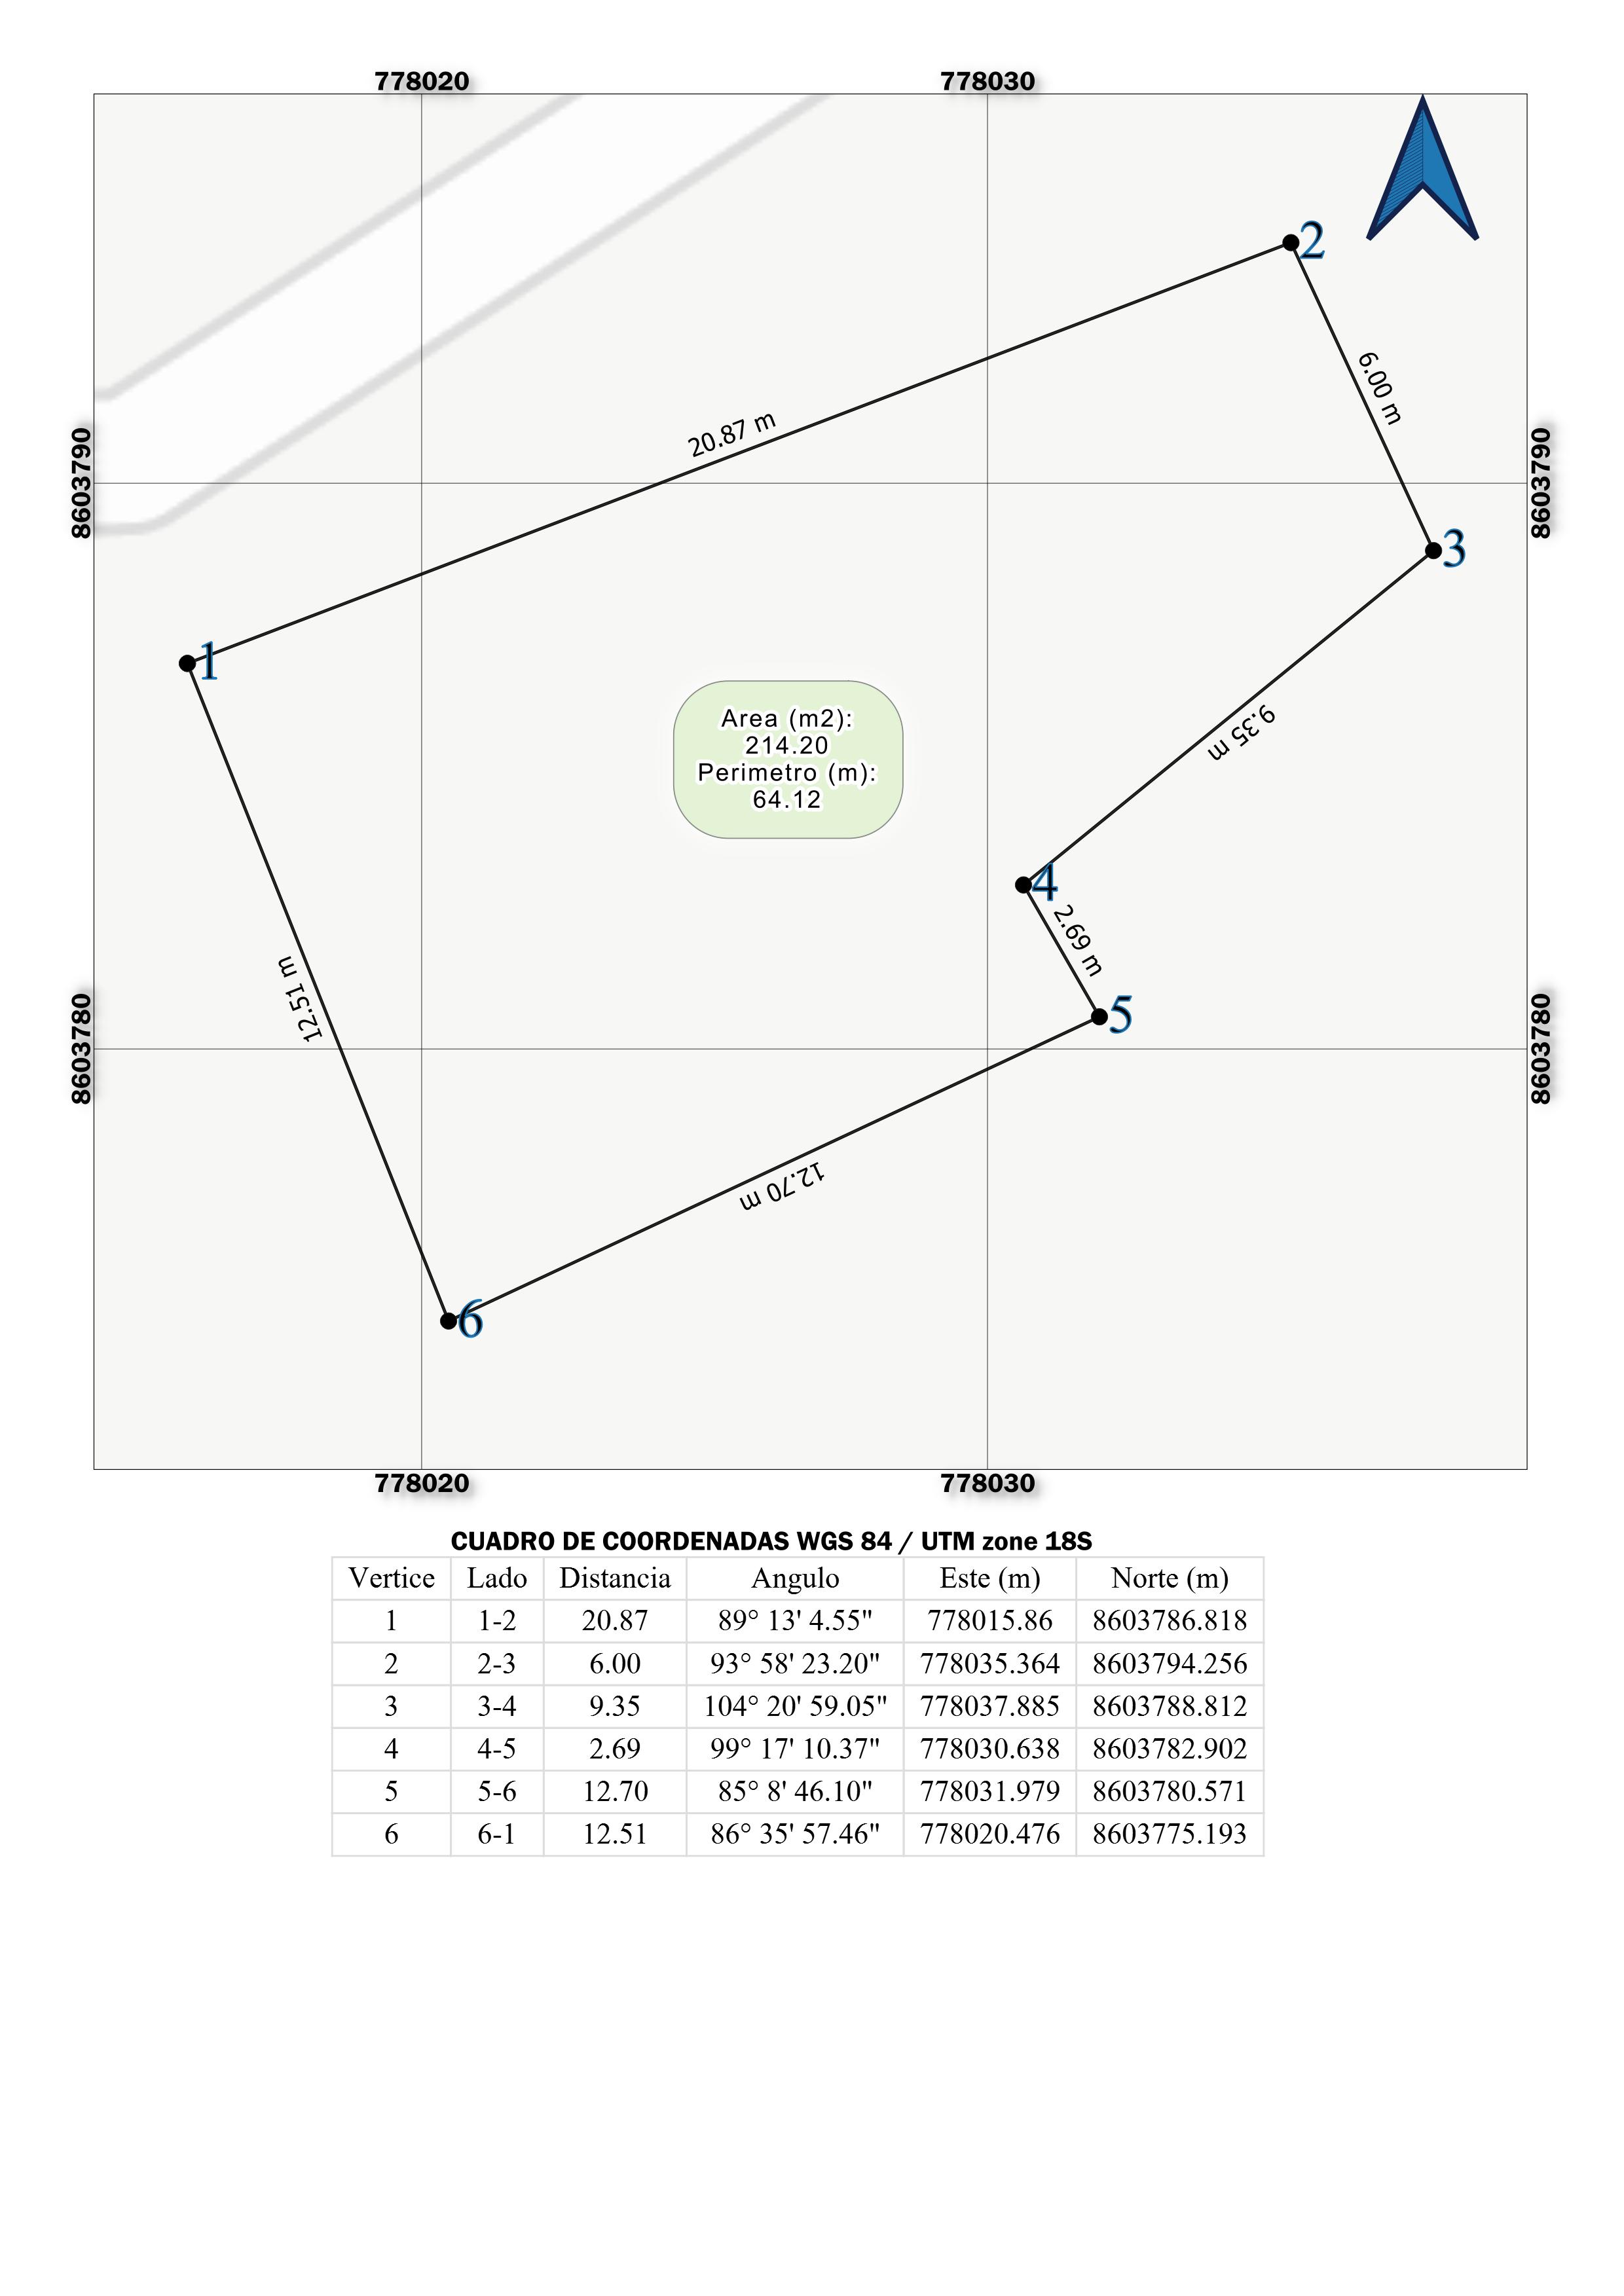 778020 778030
2
6.00 m
20.87 m
8603790 8603790
3
1
Area (m2):
214.20
Perimetro (m):
64.12
9.35 m
4
2.69 m
12.51 m
5
8603780 8603780
12.70 m
6
778020 778030
CUADRO DE COORDENADAS WGS 84 / UTM zone 18S
Vertice Lado Distancia Angulo Este (m) Norte (m)
1 1-2 20.87 89° 13' 4.55" 778015.86 8603786.818
2 2-3 6.00 93° 58' 23.20" 778035.364 8603794.256
3 3-4 9.35 104° 20' 59.05" 778037.885 8603788.812
4 4-5 2.69 99° 17' 10.37" 778030.638 8603782.902
5 5-6 12.70 85° 8' 46.10" 778031.979 8603780.571
6 6-1 12.51 86° 35' 57.46" 778020.476 8603775.193